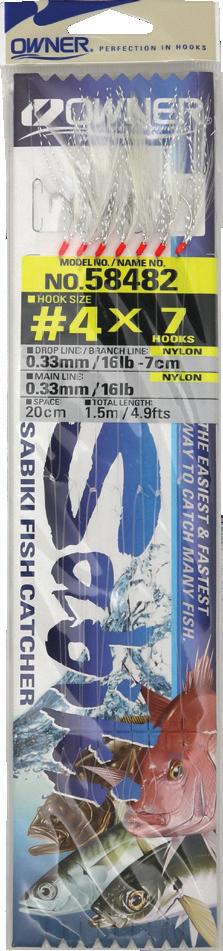 OWNER.
PERFECTION IN HOOKS
OWNER
MODEL NO. / NAME NO.
NO.58482
HOOK SIZE
#4 X 7
HOOKS
DROP LINE / BRANCH LINE: NYLON
0.33mm / 16lb -7cm
MAIN LINE: NYLON
0.33mm / 16lb
SPACE: TOTAL LENGTH:
20cm 1.5m / 4.9fts
Sabiki
SABIKI FISH CATCHER
THE EASIEST & FASTEST
WAY TO CATCH MANY FISH.